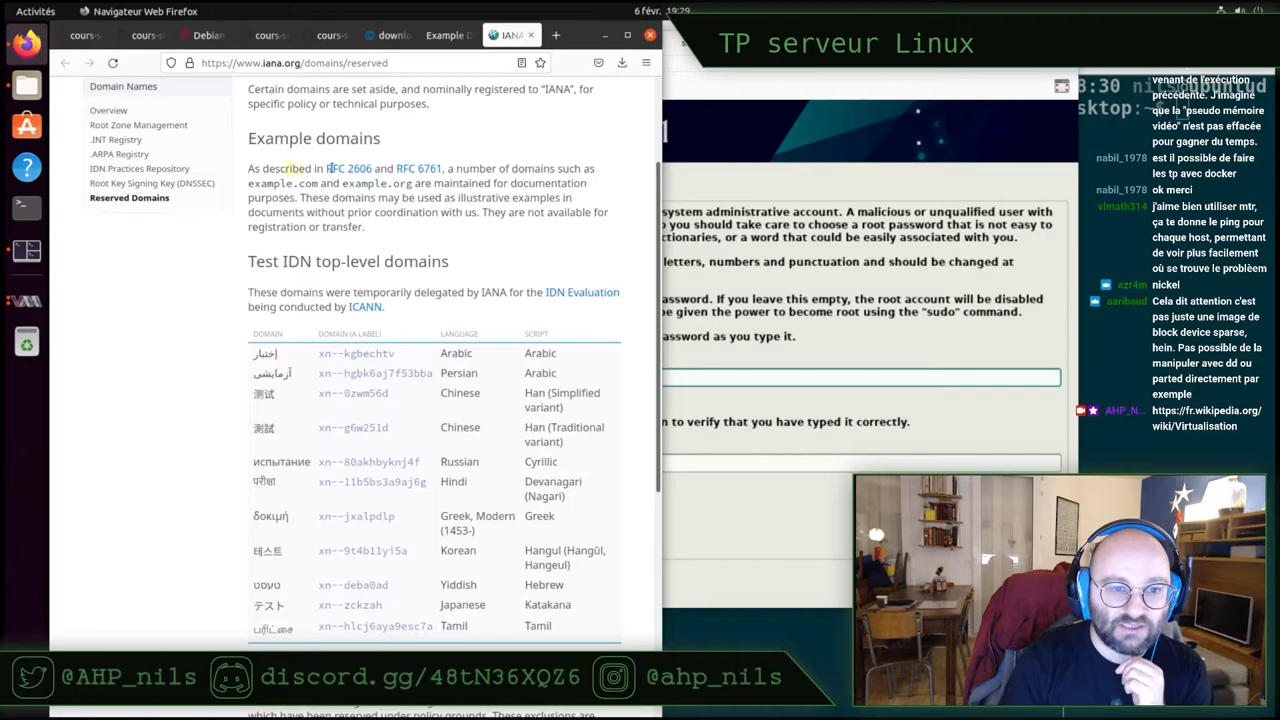 Activités
Navigateur Web Firefox
6 févr. 19:29
cours-s
cours-s
Debian
cours-s
cours-s
downlo
Example D
IANA
https://www.iana.org/domains/reserved
TP serveur Linux
Domain Names
Overview
Root Zone Management
.INT Registry
.ARPA Registry
IDN Practices Repository
Root Key Signing Key (DNSSEC)
Reserved Domains
Certain domains are set aside, and nominally registered to “IANA”, for
specific policy or technical purposes.
Example domains
As described in RFC 2606 and RFC 6761, a number of domains such as
example.com and example.org are maintained for documentation
purposes. These domains may be used as illustrative examples in
documents without prior coordination with us. They are not available for
registration or transfer.
Test IDN top-level domains
These domains were temporarily delegated by IANA for the IDN Evaluation
being conducted by ICANN.
DOMAIN DOMAIN (A-LABEL) LANGUAGE SCRIPT
إختبار xn--kgbechtv Arabic Arabic
آزمایشی xn--hgbk6aj7f53bba Persian Arabic
测试 xn--0zwm56d Chinese Han (Simplified
variant)
測試 xn--g6w251d Chinese Han (Traditional
variant)
испытание xn--80akhbyknj4f Russian Cyrillic
परीक्षा xn--11b5bs3a9aj6g Hindi Devanagari
(Nagari)
δοκιμή xn--jxalpdlp Greek, Modern Greek
(1453-)
테스트 xn--9t4b11yi5a Korean Hangul (Hangŭl,
Hangeul)
טעסט xn--deba0ad Yiddish Hebrew
テスト xn--zckzah Japanese Katakana
பரிட்சை xn--hlcj6aya9esc7a Tamil Tamil
which have been reserved under policy grounds. These exclusions are
system administrative account. A malicious or unqualified user with
you should take care to choose a root password that is not easy to
ctionaries, or a word that could be easily associated with you.
letters, numbers and punctuation and should be changed at
assword. If you leave this empty, the root account will be disabled
be given the power to become root using the "sudo" command.
assword as you type it.
n to verify that you have typed it correctly.
8:30 nils@ubuntud
sktop:~$
venant de l'exécution
précédente. J'imagine
que la "pseudo mémoire
vidéo" n'est pas effacée
pour gagner du temps.
nabil_1978 est il possible de faire
les tp avec docker
nabil_1978 ok merci
vlmath314 j'aime bien utiliser mtr,
ça te donne le ping pour
chaque host, permettant
de voir plus facilement
où se trouve le problèem
azr4m nickel
aaribaud Cela dit attention c'est
pas juste une image de
block device sparse,
hein. Pas possible de la
manipuler avec dd ou
parted directement par
exemple
AHP_N... https://fr.wikipedia.org/
wiki/Virtualisation
@AHP_nils
discord.gg/48tN36XQZ6
@ahp_nils